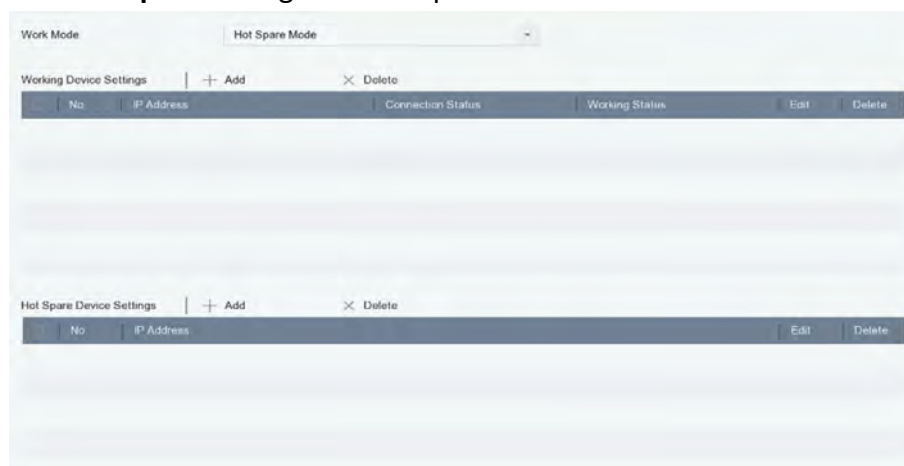 Work Mode Hot Spare Mode
Working Device Settings Add Delete
No IP Address Connection Status Working Status Edit Delete
Hot Spare Device Settings Add Delete
No IP Address Edit Delete